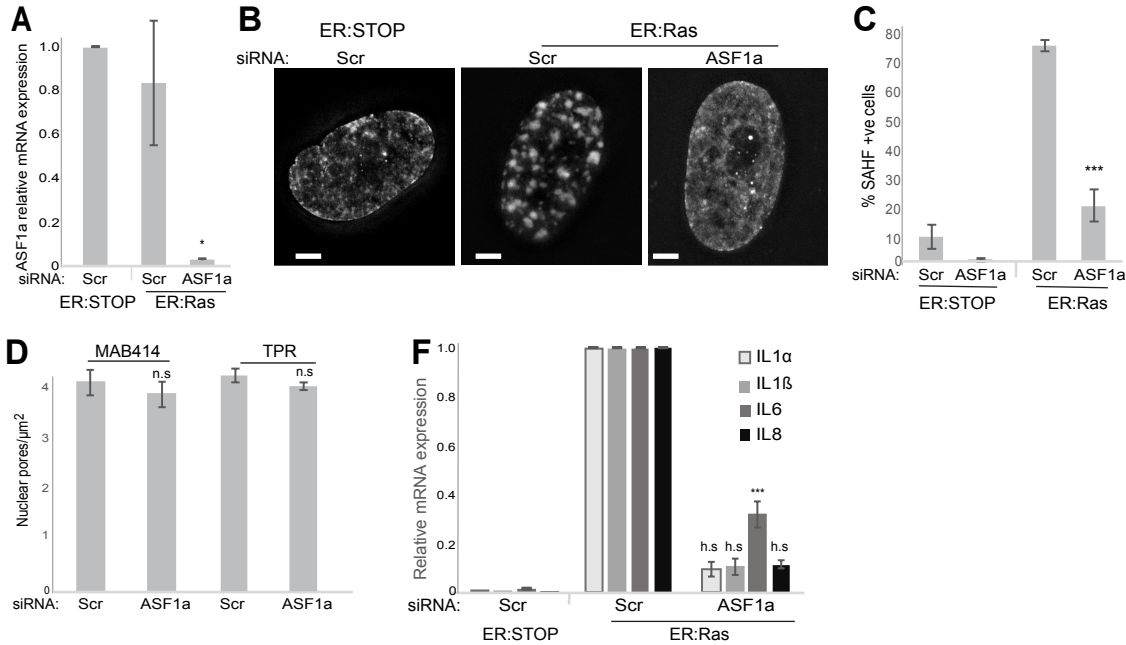 A
ASF1a relative mRNA expression
1.0
0.8
0.6
0.4
0.2
0
siRNA: Scr Scr ASF1a
ER:STOP ER:Ras
*
B
ER:STOP ER:Ras
siRNA: Scr Scr ASF1a
C
% SAHF +ve cells
80
70
60
50
40
30
20
10
0
***
Scr ASF1a Scr ASF1a
siRNA:
ER:STOP ER:Ras
D
MAB414 TPR
n.s n.s
Nuclear pores/µm2
4
3
2
1
0
siRNA: Scr ASF1a Scr ASF1a
F
Relative mRNA expression
1.0
0.8
0.6
0.4
0.2
0
IL1α
IL1ß
IL6
IL8
***
h.s h.s h.s
siRNA: Scr Scr ASF1a
ER:STOP ER:Ras